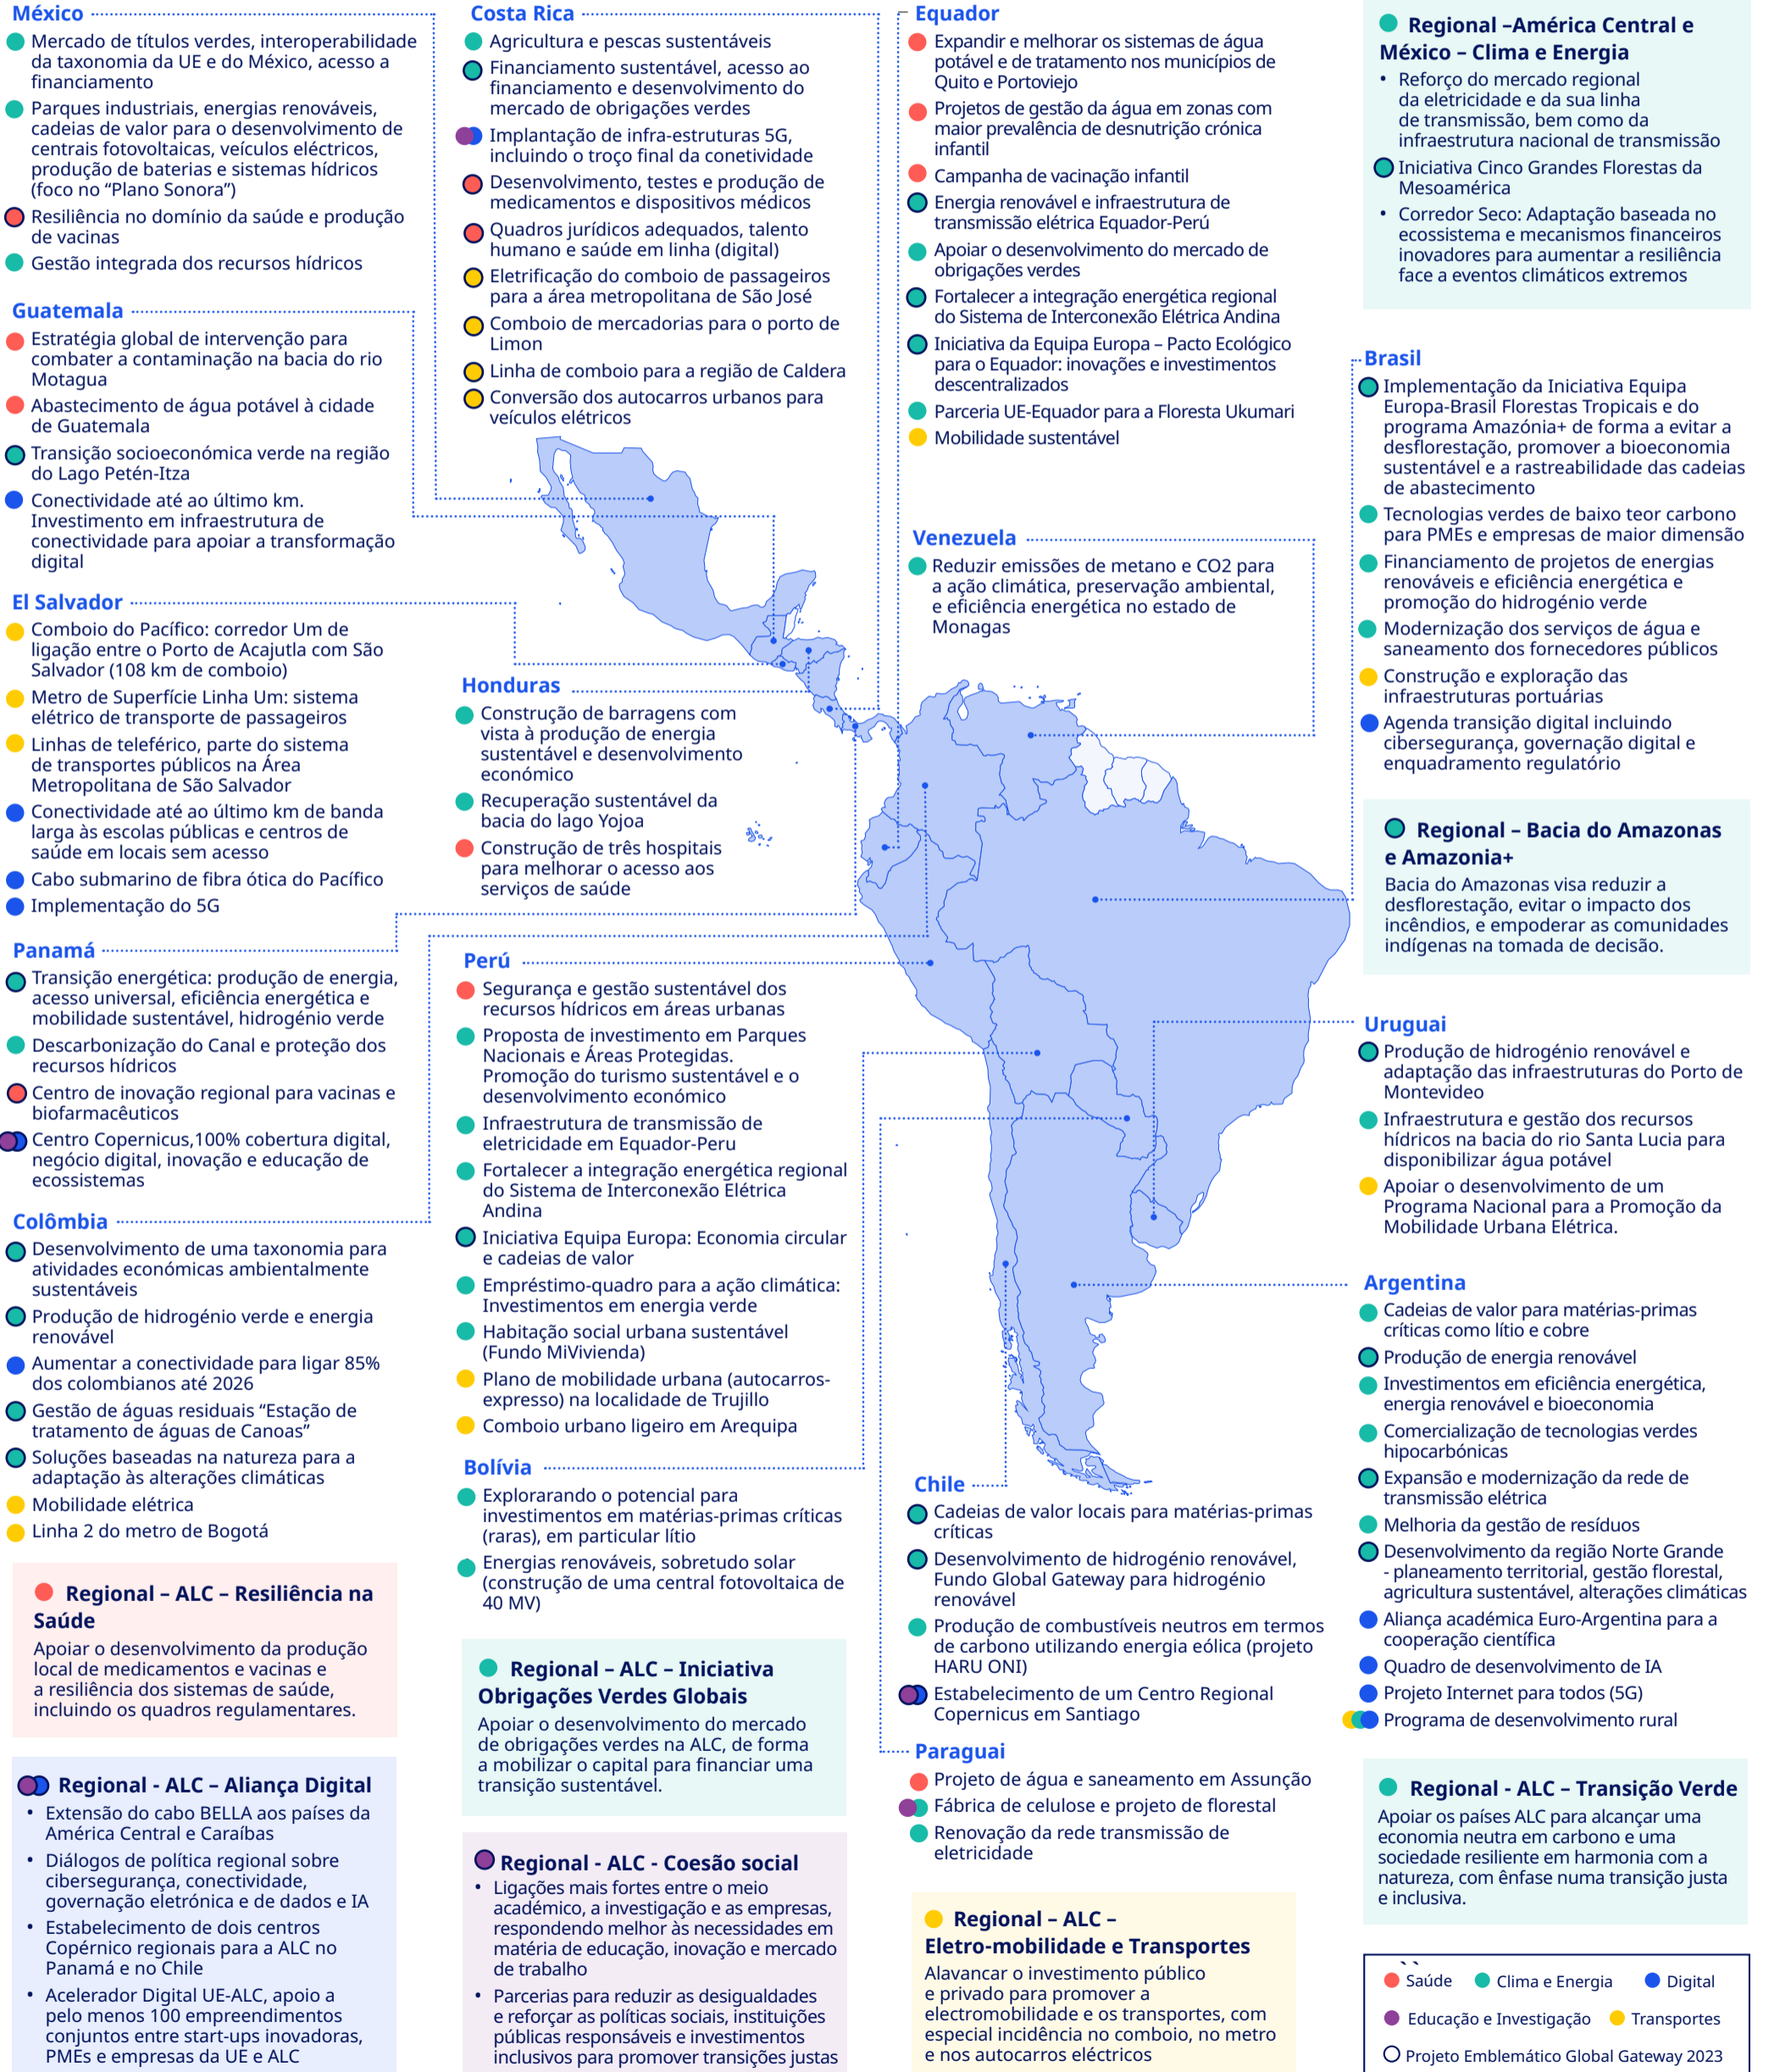 México
Mercado de títulos verdes, interoperabilidade
da taxonomia da UE e do México, acesso a
financiamento
Parques industriais, energias renováveis,
cadeias de valor para o desenvolvimento de
centrais fotovoltaicas, veículos eléctricos,
produção de baterias e sistemas hídricos
(foco no “Plano Sonora”)
Resiliência no domínio da saúde e produção
de vacinas
Gestão integrada dos recursos hídricos
Guatemala
Estratégia global de intervenção para
combater a contaminação na bacia do rio
Motagua
Abastecimento de água potável à cidade
de Guatemala
Transição socioeconómica verde na região
do Lago Petén-Itza
Conectividade até ao último km.
Investimento em infraestrutura de
conectividade para apoiar a transformação
digital
El Salvador
Comboio do Pacífico: corredor Um de
ligação entre o Porto de Acajutla com São
Salvador (108 km de comboio)
Metro de Superfície Linha Um: sistema
elétrico de transporte de passageiros
Linhas de teleférico, parte do sistema
de transportes públicos na Área
Metropolitana de São Salvador
Conectividade até ao último km de banda
larga às escolas públicas e centros de
saúde em locais sem acesso
Cabo submarino de fibra ótica do Pacífico
Implementação do 5G
Panamá
Transição energética: produção de energia,
acesso universal, eficiência energética e
mobilidade sustentável, hidrogénio verde
Descarbonização do Canal e proteção dos
recursos hídricos
Centro de inovação regional para vacinas e
biofarmacêuticos
Centro Copernicus,100% cobertura digital,
negócio digital, inovação e educação de
ecossistemas
Colômbia
Desenvolvimento de uma taxonomia para
atividades económicas ambientalmente
sustentáveis
Produção de hidrogénio verde e energia
renovável
Aumentar a conectividade para ligar 85%
dos colombianos até 2026
Gestão de águas residuais “Estação de
tratamento de águas de Canoas”
Soluções baseadas na natureza para a
adaptação às alterações climáticas
Mobilidade elétrica
Linha 2 do metro de Bogotá
Regional – ALC – Resiliência na
Saúde
Apoiar o desenvolvimento da produção
local de medicamentos e vacinas e
a resiliência dos sistemas de saúde,
incluindo os quadros regulamentares.
Regional - ALC – Aliança Digital
• Extensão do cabo BELLA aos países da
América Central e Caraíbas
• Diálogos de política regional sobre
cibersegurança, conectividade,
governação eletrónica e de dados e IA
• Estabelecimento de dois centros
Copérnico regionais para a ALC no
Panamá e no Chile
• Acelerador Digital UE-ALC, apoio a
pelo menos 100 empreendimentos
conjuntos entre start-ups inovadoras,
PMEs e empresas da UE e ALC
Costa Rica
Agricultura e pescas sustentáveis
Financiamento sustentável, acesso ao
financiamento e desenvolvimento do
mercado de obrigações verdes
Implantação de infra-estruturas 5G,
incluindo o troço final da conetividade
Desenvolvimento, testes e produção de
medicamentos e dispositivos médicos
Quadros jurídicos adequados, talento
humano e saúde em linha (digital)
Eletrificação do comboio de passageiros
para a área metropolitana de São José
Comboio de mercadorias para o porto de
Limon
Linha de comboio para a região de Caldera
Conversão dos autocarros urbanos para
veículos elétricos
Honduras
Construção de barragens com
vista à produção de energia
sustentável e desenvolvimento
económico
Recuperação sustentável da
bacia do lago Yojoa
Construção de três hospitais
para melhorar o acesso aos
serviços de saúde
Perú
Segurança e gestão sustentável dos
recursos hídricos em áreas urbanas
Proposta de investimento em Parques
Nacionais e Áreas Protegidas.
Promoção do turismo sustentável e o
desenvolvimento económico
Infraestrutura de transmissão de
eletricidade em Equador-Peru
Fortalecer a integração energética regional
do Sistema de Interconexão Elétrica
Andina
Iniciativa Equipa Europa: Economia circular
e cadeias de valor
Empréstimo-quadro para a ação climática:
Investimentos em energia verde
Habitação social urbana sustentável
(Fundo MiVivienda)
Plano de mobilidade urbana (autocarros-
expresso) na localidade de Trujillo
Comboio urbano ligeiro em Arequipa
Bolívia
Explorarando o potencial para
investimentos em matérias-primas críticas
(raras), em particular lítio
Energias renováveis, sobretudo solar
(construção de uma central fotovoltaica de
40 MV)
Regional – ALC – Iniciativa
Obrigações Verdes Globais
Apoiar o desenvolvimento do mercado
de obrigações verdes na ALC, de forma
a mobilizar o capital para financiar uma
transição sustentável.
Regional - ALC - Coesão social
• Ligações mais fortes entre o meio
académico, a investigação e as empresas,
respondendo melhor às necessidades em
matéria de educação, inovação e mercado
de trabalho
• Parcerias para reduzir as desigualdades
e reforçar as políticas sociais, instituições
públicas responsáveis e investimentos
inclusivos para promover transições justas
Equador
Expandir e melhorar os sistemas de água
potável e de tratamento nos municípios de
Quito e Portoviejo
Projetos de gestão da água em zonas com
maior prevalência de desnutrição crónica
infantil
Campanha de vacinação infantil
Energia renovável e infraestrutura de
transmissão elétrica Equador-Perú
Apoiar o desenvolvimento do mercado de
obrigações verdes
Fortalecer a integração energética regional
do Sistema de Interconexão Elétrica Andina
Iniciativa da Equipa Europa – Pacto Ecológico
para o Equador: inovações e investimentos
descentralizados
Parceria UE-Equador para a Floresta Ukumari
Mobilidade sustentável
Venezuela
Reduzir emissões de metano e CO2 para
a ação climática, preservação ambiental,
e eficiência energética no estado de
Monagas
Chile
Cadeias de valor locais para matérias-primas
críticas
Desenvolvimento de hidrogénio renovável,
Fundo Global Gateway para hidrogénio
renovável
Produção de combustíveis neutros em termos
de carbono utilizando energia eólica (projeto
HARU ONI)
Estabelecimento de um Centro Regional
Copernicus em Santiago
Paraguai
Projeto de água e saneamento em Assunção
Fábrica de celulose e projeto de florestal
Renovação da rede transmissão de
eletricidade
Regional – ALC –
Eletro-mobilidade e Transportes
Alavancar o investimento público
e privado para promover a
electromobilidade e os transportes, com
especial incidência no comboio, no metro
e nos autocarros eléctricos
Regional –América Central e
México – Clima e Energia
• Reforço do mercado regional
da eletricidade e da sua linha
de transmissão, bem como da
infraestrutura nacional de transmissão
Iniciativa Cinco Grandes Florestas da
Mesoamérica
• Corredor Seco: Adaptação baseada no
ecossistema e mecanismos financeiros
inovadores para aumentar a resiliência
face a eventos climáticos extremos
Brasil
Implementação da Iniciativa Equipa
Europa-Brasil Florestas Tropicais e do
programa Amazónia+ de forma a evitar a
desflorestação, promover a bioeconomia
sustentável e a rastreabilidade das cadeias
de abastecimento
Tecnologias verdes de baixo teor carbono
para PMEs e empresas de maior dimensão
Financiamento de projetos de energias
renováveis e eficiência energética e
promoção do hidrogénio verde
Modernização dos serviços de água e
saneamento dos fornecedores públicos
Construção e exploração das
infraestruturas portuárias
Agenda transição digital incluindo
cibersegurança, governação digital e
enquadramento regulatório
Regional – Bacia do Amazonas
e Amazonia+
Bacia do Amazonas visa reduzir a
desflorestação, evitar o impacto dos
incêndios, e empoderar as comunidades
indígenas na tomada de decisão.
Uruguai
Produção de hidrogénio renovável e
adaptação das infraestruturas do Porto de
Montevideo
Infraestrutura e gestão dos recursos
hídricos na bacia do rio Santa Lucia para
disponibilizar água potável
Apoiar o desenvolvimento de um
Programa Nacional para a Promoção da
Mobilidade Urbana Elétrica.
Argentina
Cadeias de valor para matérias-primas
críticas como lítio e cobre
Produção de energia renovável
Investimentos em eficiência energética,
energia renovável e bioeconomia
Comercialização de tecnologias verdes
hipocarbónicas
Expansão e modernização da rede de
transmissão elétrica
Melhoria da gestão de resíduos
Desenvolvimento da região Norte Grande
- planeamento territorial, gestão florestal,
agricultura sustentável, alterações climáticas
Aliança académica Euro-Argentina para a
cooperação científica
Quadro de desenvolvimento de IA
Projeto Internet para todos (5G)
Programa de desenvolvimento rural
Regional - ALC – Transição Verde
Apoiar os países ALC para alcançar uma
economia neutra em carbono e uma
sociedade resiliente em harmonia com a
natureza, com ênfase numa transição justa
e inclusiva.
Saúde Clima e Energia Digital
Educação e Investigação Transportes
Projeto Emblemático Global Gateway 2023